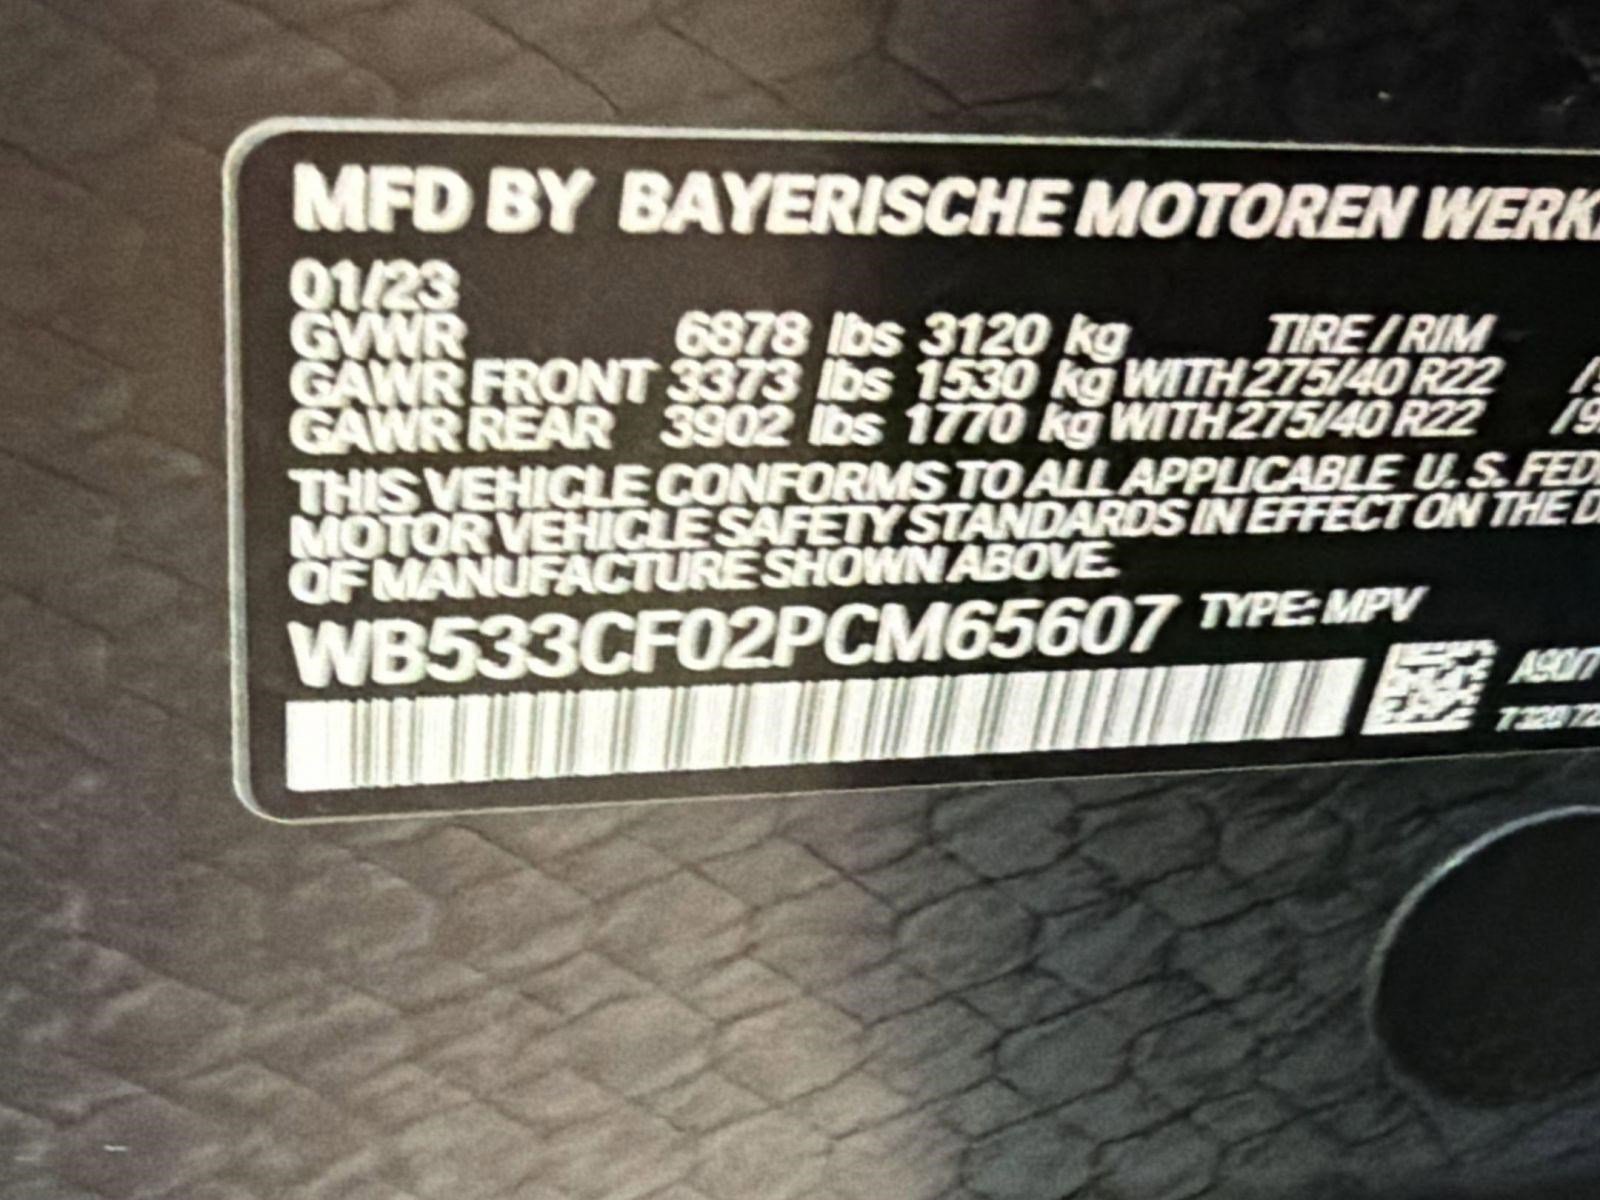 MFD BY BAYERISCHE MOTOREN
01/23
GVWR 6878 lbs 3120 kg TIRE / RIM
GAWR FRONT 3373 lbs 1530 kg WITH 275/40 R22
GAWR REAR 3902 lbs 1770 kg WITH 275/40 R22
THIS VEHICLE CONFORMS TO ALL APPLICABLE U. S.
MOTOR VEHICLE SAFETY STANDARDS IN EFFECT ON THE
OF MANUFACTURE SHOWN ABOVE.
WB533CF02PCM65607 TYPE: MPV